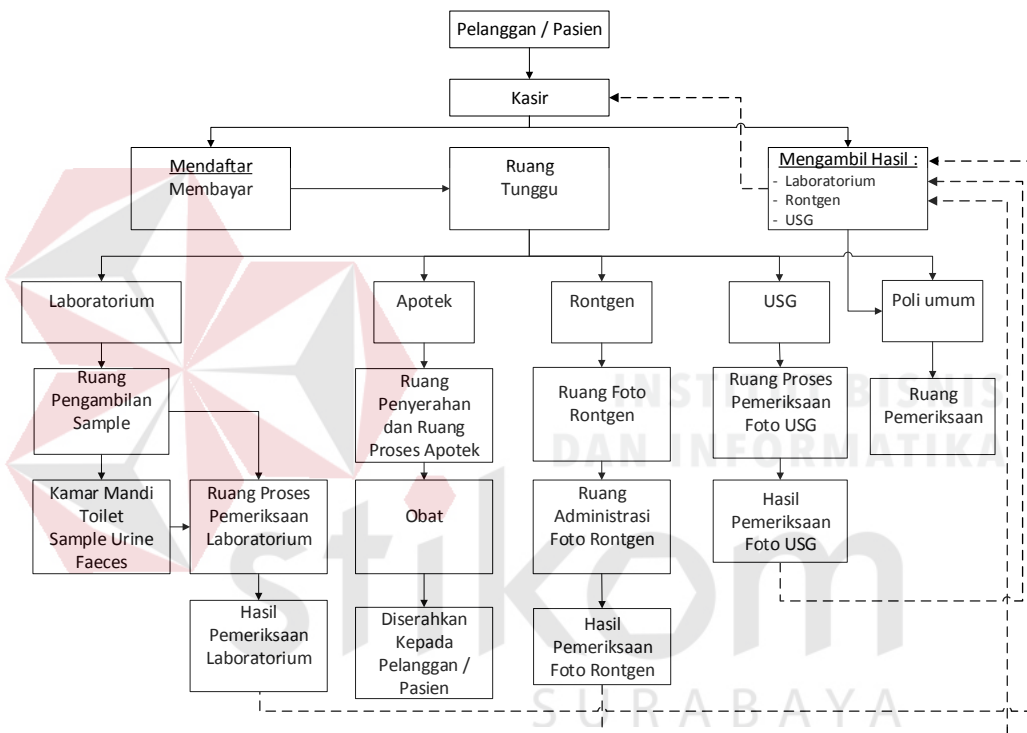 Pelanggan / Pasien
Kasir
Mendaftar
Membayar
Ruang
Tunggu
Mengambil Hasil :
- Laboratorium
- Rontgen
- USG
Laboratorium
Apotek
Rontgen
USG
Poli umum
Ruang
Pengambilan
Sample
Ruang
Penyerahan
dan Ruang
Proses Apotek
Ruang Foto
Rontgen
Ruang Proses
Pemeriksaan
Foto USG
Ruang
Pemeriksaan
INSTITUT BISNIS
DAN INFORMATIKA
Kamar Mandi
Toilet
Sample Urine
Faeces
Ruang Proses
Pemeriksaan
Laboratorium
Obat
Ruang
Administrasi
Foto Rontgen
Hasil
Pemeriksaan
Foto USG
stikom
Hasil
Pemeriksaan
Laboratorium
Diserahkan
Kepada
Pelanggan /
Pasien
Hasil
Pemeriksaan
Foto Rontgen
SURABAYA